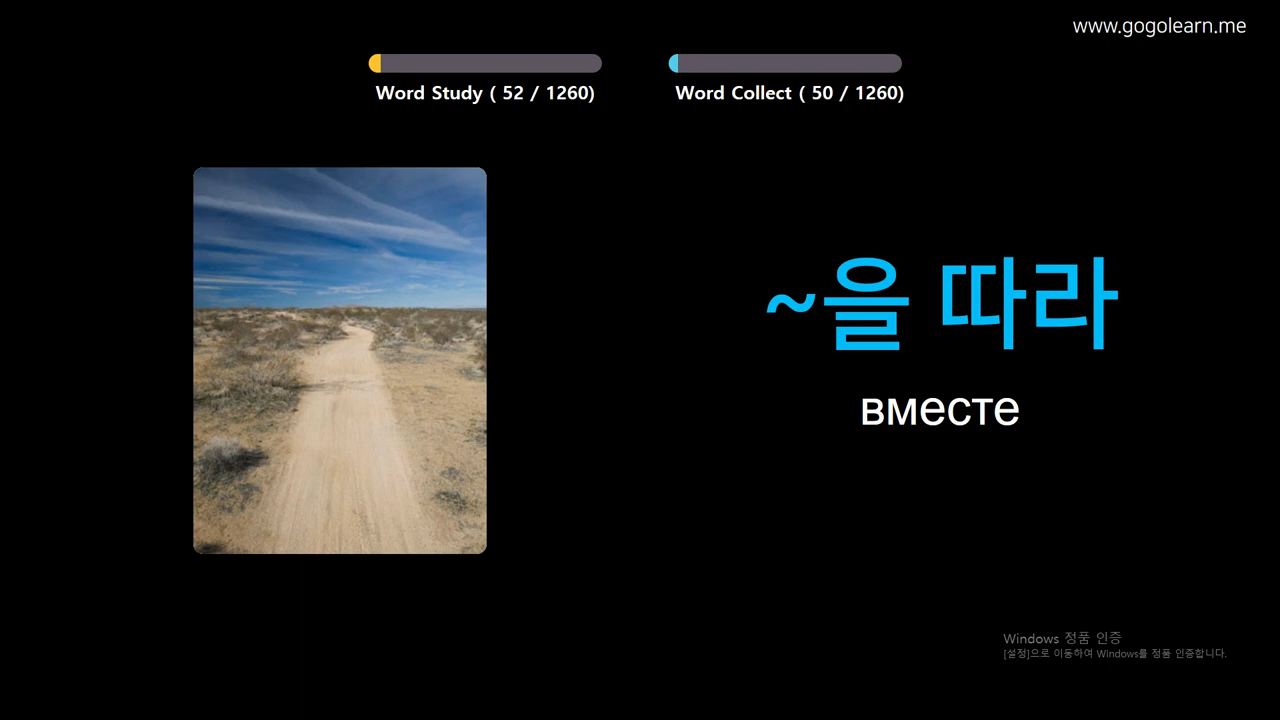 www.gogolearn.me
Word Study ( 52 / 1260)
Word Collect ( 50 / 1260)
~을 따라
вместе
Windows 정품 인증
[설정]으로 이동하여 Windows를 정품 인증합니다.